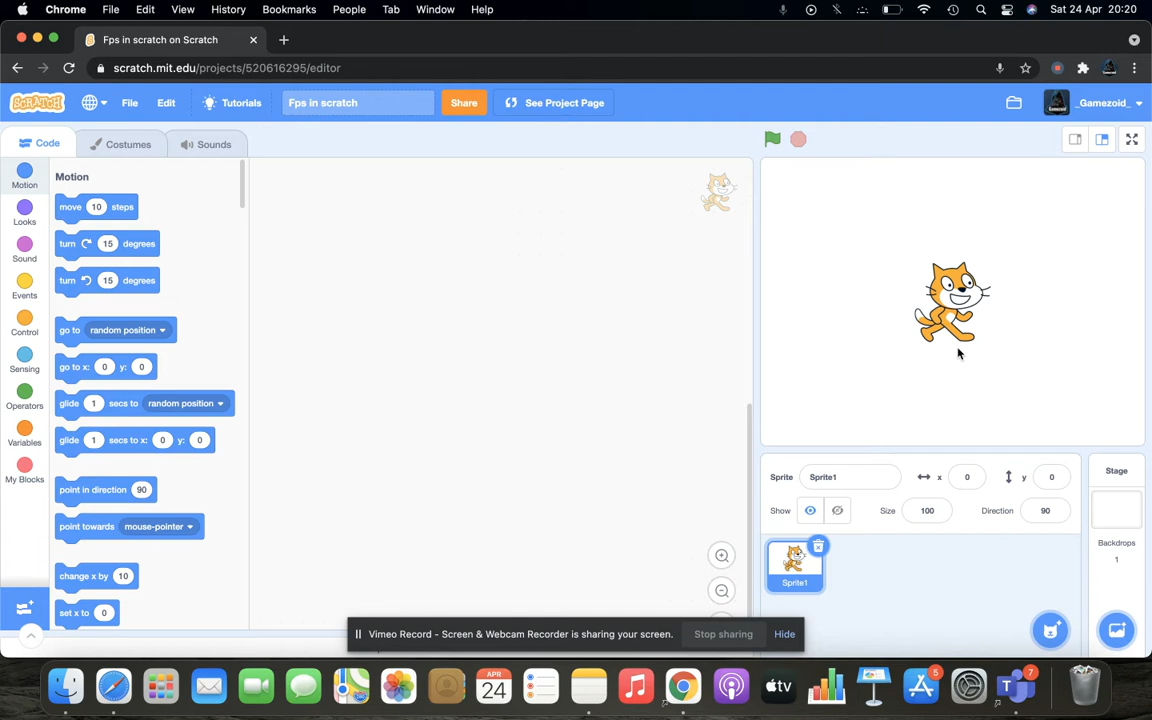 Chrome File Edit View History Bookmarks People Tab Window Help Sat 24 Apr 20:20
Fps in scratch on Scratch
scratch.mit.edu/projects/520616295/editor
SCRATCH File Edit Tutorials Fps in scratch Share See Project Page _Gamezoid_
Code Costumes Sounds
Motion
Looks
Sound
Events
Control
Sensing
Operators
Variables
My Blocks
Motion
move 10 steps
turn 15 degrees
turn 15 degrees
go to random position
go to x: 0 y: 0
glide 1 secs to random position
glide 1 secs to x: 0 y: 0
point in direction 90
point towards mouse-pointer
change x by 10
set x to 0
Sprite Sprite1 x 0 y 0
Show Size 100 Direction 90
Sprite1
Stage
Backdrops
1
Vimeo Record - Screen & Webcam Recorder is sharing your screen. Stop sharing Hide
APR
24
tv
5
T
7